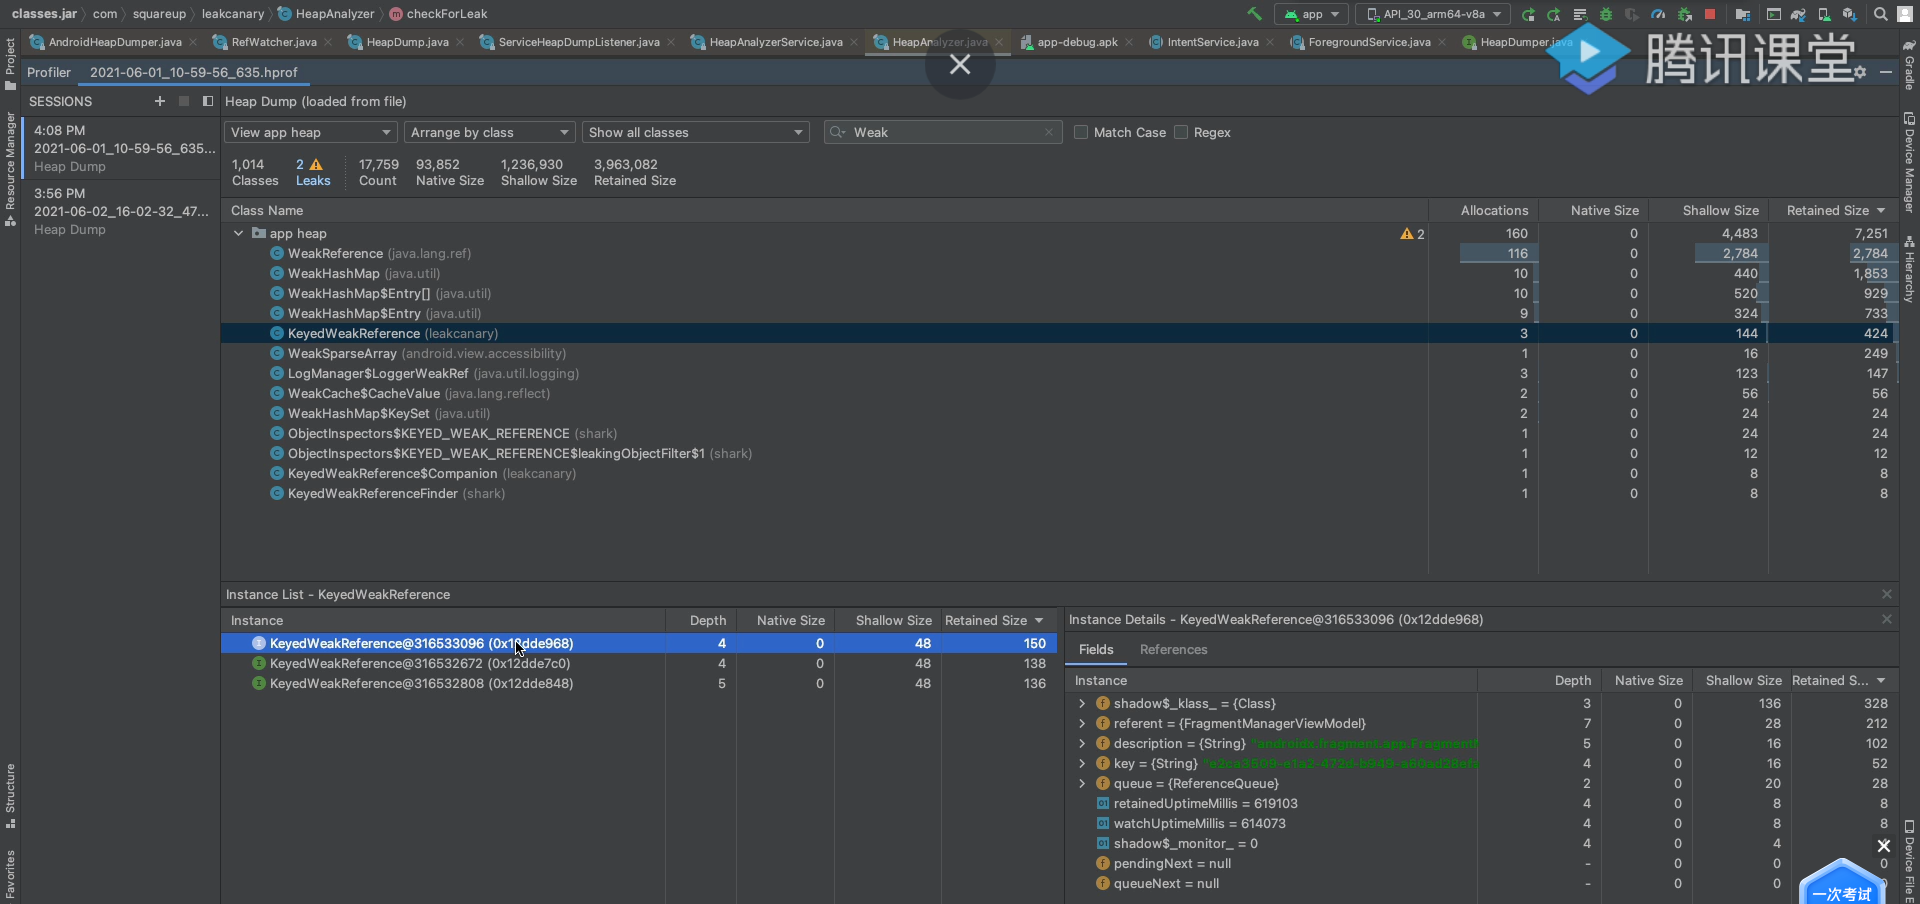 classes.jar com squareup leakcanary HeapAnalyzer checkForLeak app API_30_arm64-v8a
AndroidHeapDumper.java RefWatcher.java HeapDump.java ServiceHeapDumpListener.java HeapAnalyzerService.java HeapAnalyzer.java app-debug.apk IntentService.java ForegroundService.java HeapDumper.java
腾讯课堂
Project
Resource Manager
Structure
Favorites
Gradle
Device Manager
Hierarchy
Device File E
Profiler 2021-06-01_10-59-56_635.hprof
SESSIONS Heap Dump (loaded from file)
4:08 PM
2021-06-01_10-59-56_635...
Heap Dump
3:56 PM
2021-06-02_16-02-32_47...
Heap Dump
View app heap Arrange by class Show all classes Weak Match Case Regex
1,014 2 17,759 93,852 1,236,930 3,963,082
Classes Leaks Count Native Size Shallow Size Retained Size
Class Name Allocations Native Size Shallow Size Retained Size
app heap 2 160 0 4,483 7,251
WeakReference (java.lang.ref) 116 0 2,784 2,784
WeakHashMap (java.util) 10 0 440 1,853
WeakHashMap$Entry[] (java.util) 10 0 520 929
WeakHashMap$Entry (java.util) 9 0 324 733
KeyedWeakReference (leakcanary) 3 0 144 424
WeakSparseArray (android.view.accessibility) 1 0 16 249
LogManager$LoggerWeakRef (java.util.logging) 3 0 123 147
WeakCache$CacheValue (java.lang.reflect) 2 0 56 56
WeakHashMap$KeySet (java.util) 2 0 24 24
ObjectInspectors$KEYED_WEAK_REFERENCE (shark) 1 0 24 24
ObjectInspectors$KEYED_WEAK_REFERENCE$leakingObjectFilter$1 (shark) 1 0 12 12
KeyedWeakReference$Companion (leakcanary) 1 0 8 8
KeyedWeakReferenceFinder (shark) 1 0 8 8
Instance List - KeyedWeakReference
Instance Depth Native Size Shallow Size Retained Size
KeyedWeakReference@316533096 (0x12dde968) 4 0 48 150
KeyedWeakReference@316532672 (0x12dde7c0) 4 0 48 138
KeyedWeakReference@316532808 (0x12dde848) 5 0 48 136
Instance Details - KeyedWeakReference@316533096 (0x12dde968)
Fields References
Instance Depth Native Size Shallow Size Retained S...
shadow$_klass_ = {Class} 3 0 136 328
referent = {FragmentManagerViewModel} 7 0 28 212
description = {String} "androidx.fragment.app.Fragment 5 0 16 102
key = {String} 4 0 16 52
queue = {ReferenceQueue} 2 0 20 28
retainedUptimeMillis = 619103 4 0 8 8
watchUptimeMillis = 614073 4 0 8 8
shadow$_monitor_ = 0 4 0 4
pendingNext = null - 0 0 0
queueNext = null - 0 0
一次考试